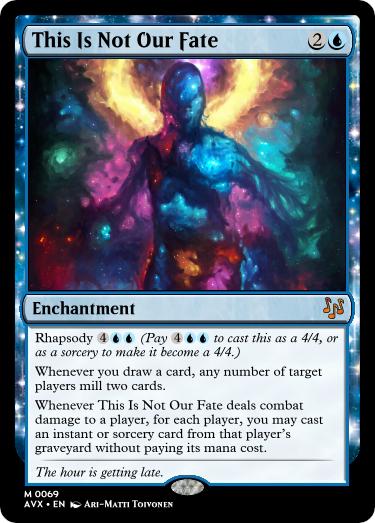 This Is Not Our Fate 2
Enchantment
Rhapsody 4 (Pay 4 to cast this as a 4/4, or
as a sorcery to make it become a 4/4.)
Whenever you draw a card, any number of target
players mill two cards.
Whenever This Is Not Our Fate deals combat
damage to a player, for each player, you may cast
an instant or sorcery card from that player's
graveyard without paying its mana cost.
The hour is getting late.
M 0069
AVX • EN Ari-Matti Toivonen